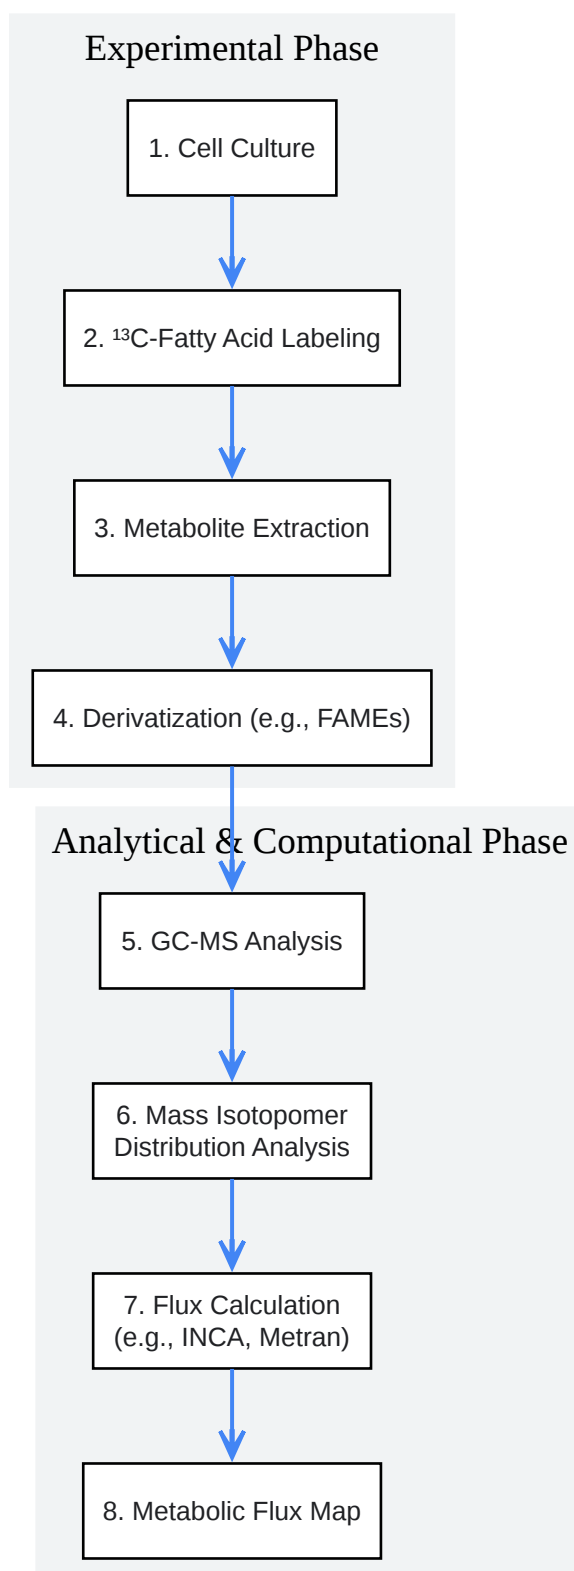 Experimental Phase
1. Cell Culture
2. ¹³C-Fatty Acid Labeling
3. Metabolite Extraction
4. Derivatization (e.g., FAMEs)
Analytical & Computational Phase
5. GC-MS Analysis
6. Mass Isotopomer
Distribution Analysis
7. Flux Calculation
(e.g., INCA, Metran)
8. Metabolic Flux Map